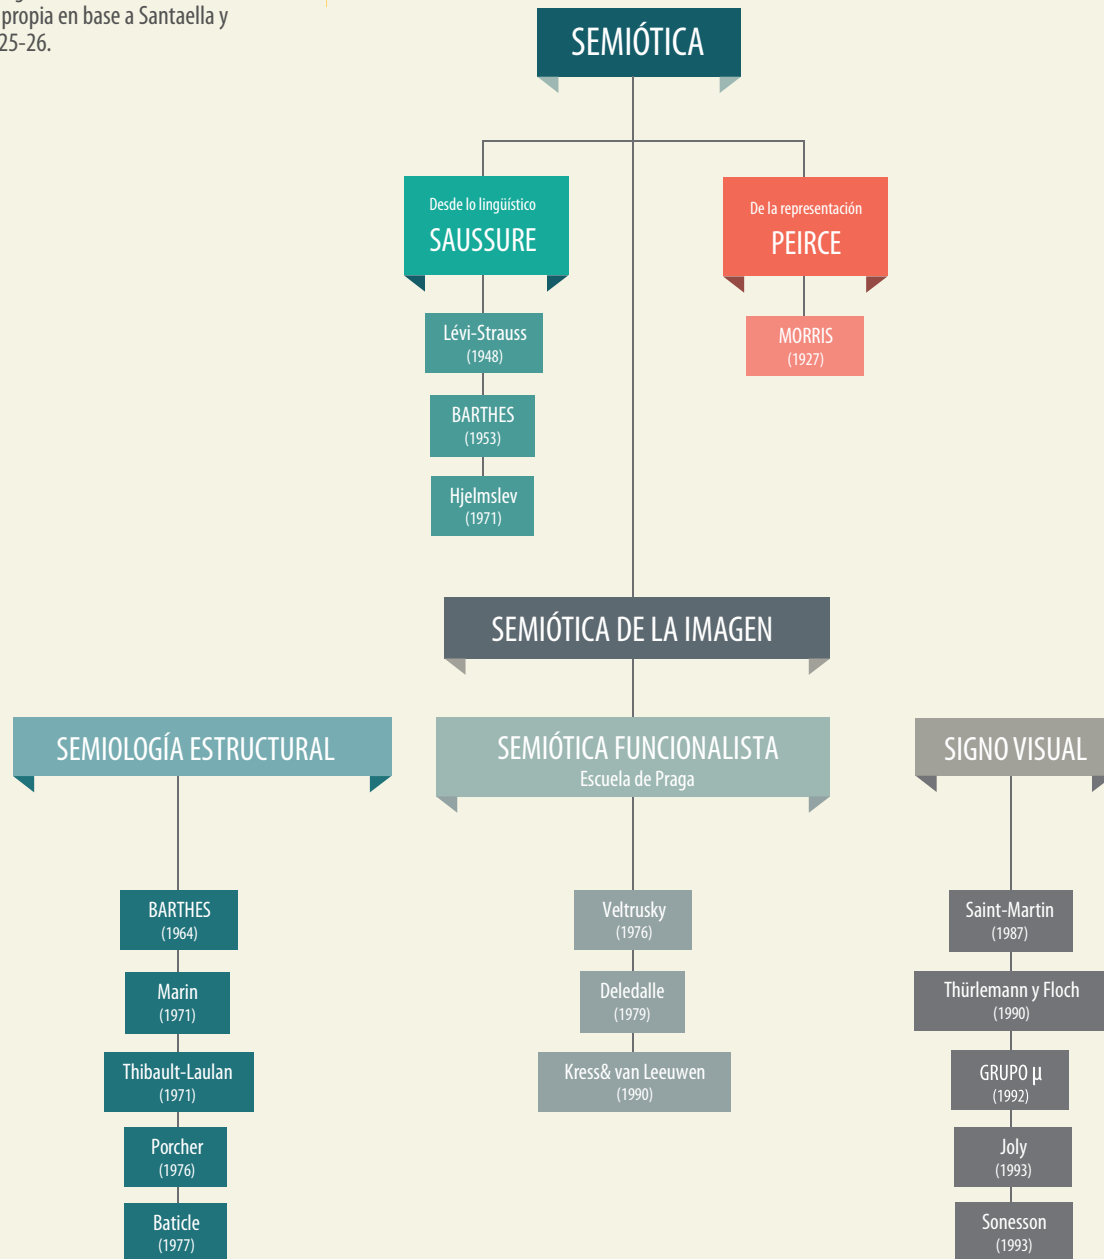 propia en base a Santaella y
25-26.
SEMIÓTICA
Desde lo lingüístico
SAUSSURE
De la representación
PEIRCE
Lévi-Strauss
(1948)
MORRIS
(1927)
BARTHES
(1953)
Hjelmslev
(1971)
SEMIÓTICA DE LA IMAGEN
SEMIOLOGÍA ESTRUCTURAL
SEMIÓTICA FUNCIONALISTA
Escuela de Praga
SIGNO VISUAL
BARTHES
(1964)
Marin
(1971)
Thibault-Laulan
(1971)
Porcher
(1976)
Baticle
(1977)
Veltrusky
(1976)
Deledalle
(1979)
Kress& van Leeuwen
(1990)
Saint-Martin
(1987)
Thürlemann y Floch
(1990)
GRUPO µ
(1992)
Joly
(1993)
Sonesson
(1993)